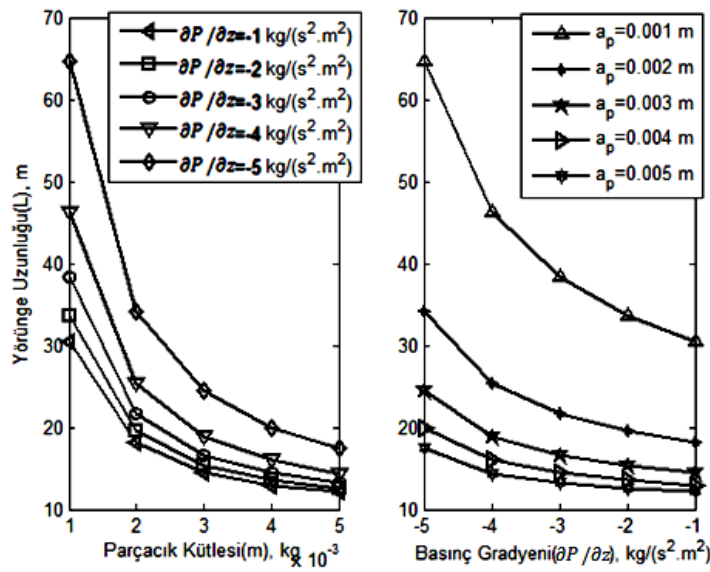 70
60
50
40
30
20
10
Yörünge Uzunluğu(L), m
∂P/∂z=-1 kg/(s².m²)
∂P/∂z=-2 kg/(s².m²)
∂P/∂z=-3 kg/(s².m²)
∂P/∂z=-4 kg/(s².m²)
∂P/∂z=-5 kg/(s².m²)
1 2 3 4 5
Parçacık Kütlesi(m), kg x 10⁻³
70
60
50
40
30
20
10
aₚ=0.001 m
aₚ=0.002 m
aₚ=0.003 m
aₚ=0.004 m
aₚ=0.005 m
-5 -4 -3 -2 -1
Basınç Gradyeni(∂P/∂z), kg/(s².m²)